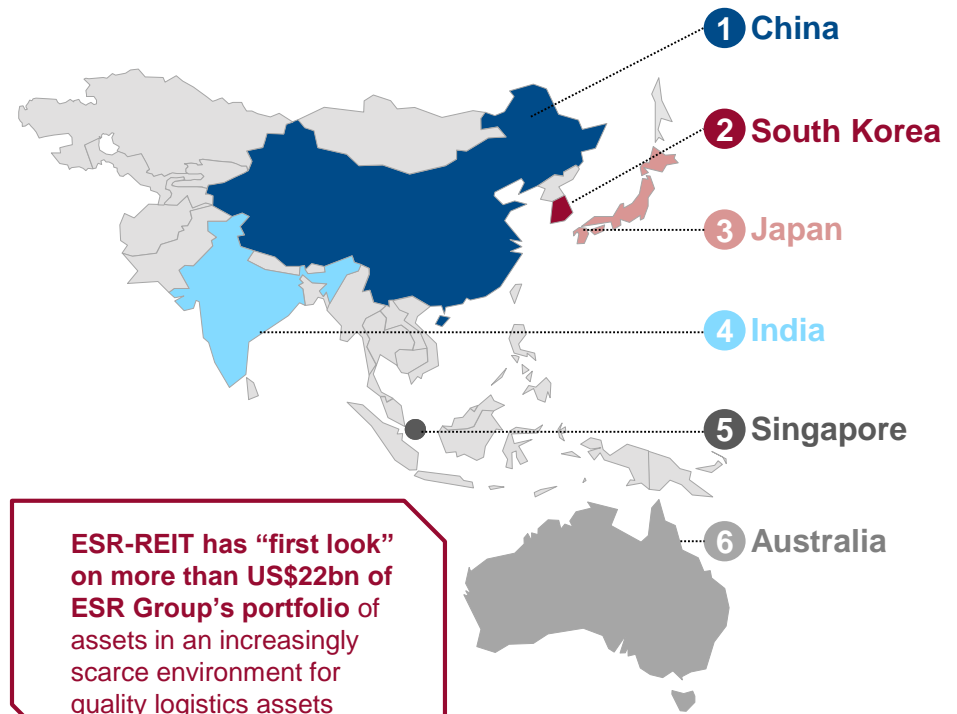 1 China
2 South Korea
3 Japan
4 India
5 Singapore
6 Australia
ESR-REIT has “first look”
on more than US$22bn of
ESR Group’s portfolio of
assets in an increasingly
scarce environment for
quality logistics assets